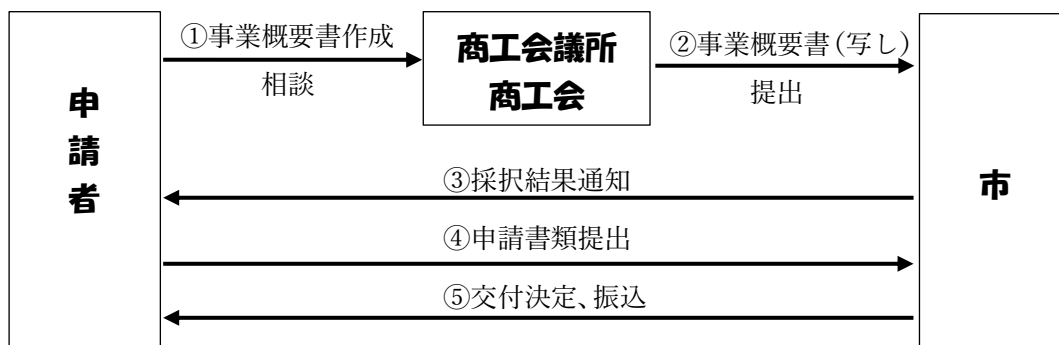 ①事業概要書作成
相談
商工会議所
商工会
②事業概要書(写し)
提出
申請者
③採択結果通知
市
④申請書類提出
⑤交付決定、振込